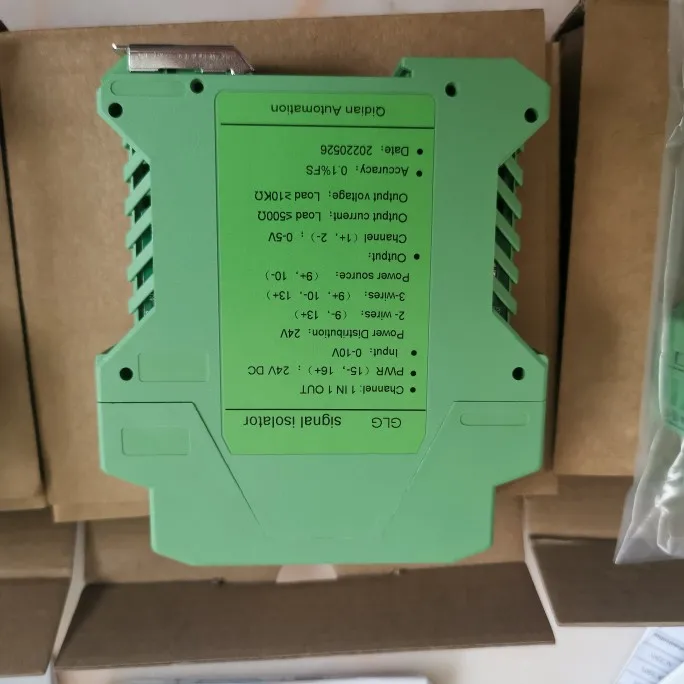 GLG signal isolator
● Channel: 1 IN 1 OUT
● PWR（15-, 16+）; 24V DC
● Input: 0-10V
Power Distribution: 24V
2- wires:（9-, 13+）
3-wires:（9+, 10-, 13+）
Power source:（9+, 10-）
● Output:
Channel（1+, 2-）; 0-5V
Output current: Load ≤500Ω
Output voltage: Load ≥10KΩ
● Accuracy: 0.1%FS
● Date: 20220526
Qidian Automation